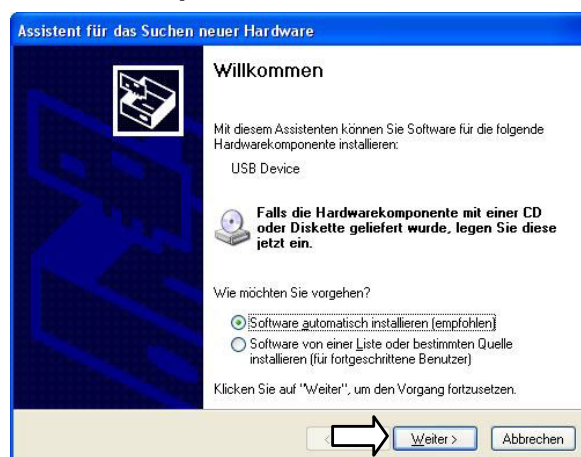 Assistent für das Suchen neuer Hardware
Willkommen
Mit diesem Assistenten können Sie Software für die folgende
Hardwarekomponente installieren:
USB Device
Falls die Hardwarekomponente mit einer CD
oder Diskette geliefert wurde, legen Sie diese
jetzt ein.
Wie möchten Sie vorgehen?
Software automatisch installieren (empfohlen)
Software von einer Liste oder bestimmten Quelle
installieren (für fortgeschrittene Benutzer)
Klicken Sie auf "Weiter", um den Vorgang fortzusetzen.
< 
Weiter >
Abbrechen